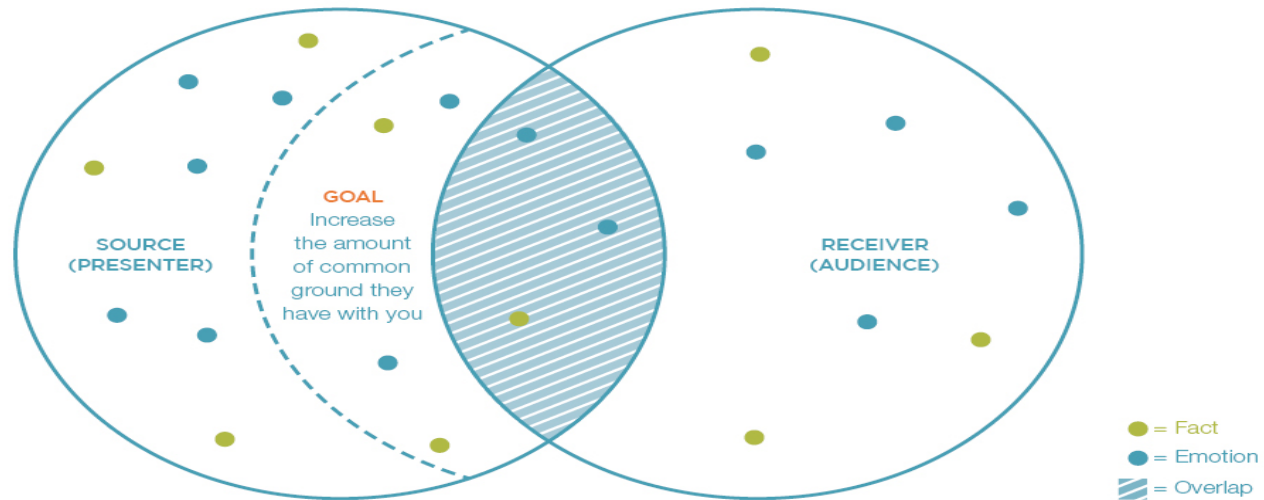 SOURCE
(PRESENTER)
GOAL
Increase
the amount
of common
ground they
have with you
RECEIVER
(AUDIENCE)
= Fact
= Emotion
= Overlap